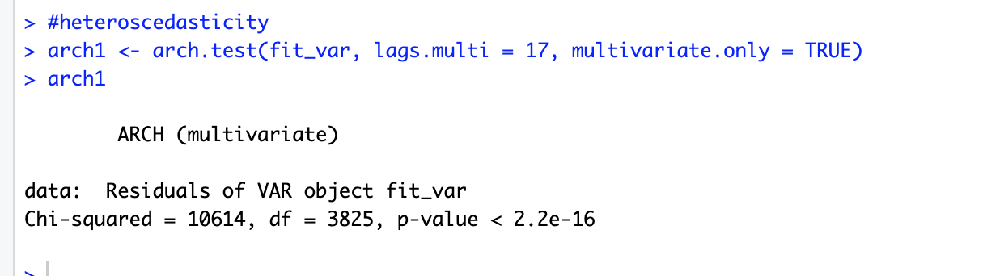 > #heteroscedasticity
> arch1 <- arch.test(fit_var, lags.multi = 17, multivariate.only = TRUE)
> arch1
ARCH (multivariate)
data:  Residuals of VAR object fit_var
Chi-squared = 10614, df = 3825, p-value < 2.2e-16
>